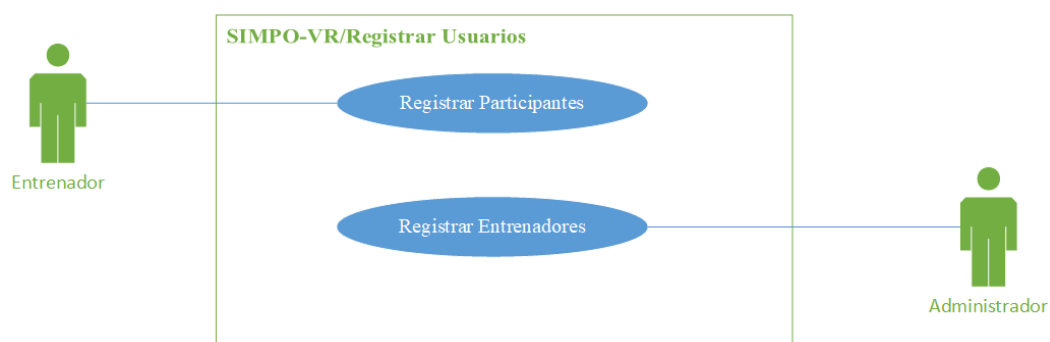 SIMPO-VR/Registrar Usuarios
Registrar Participantes
Entrenador
Registrar Entrenadores
Administrador